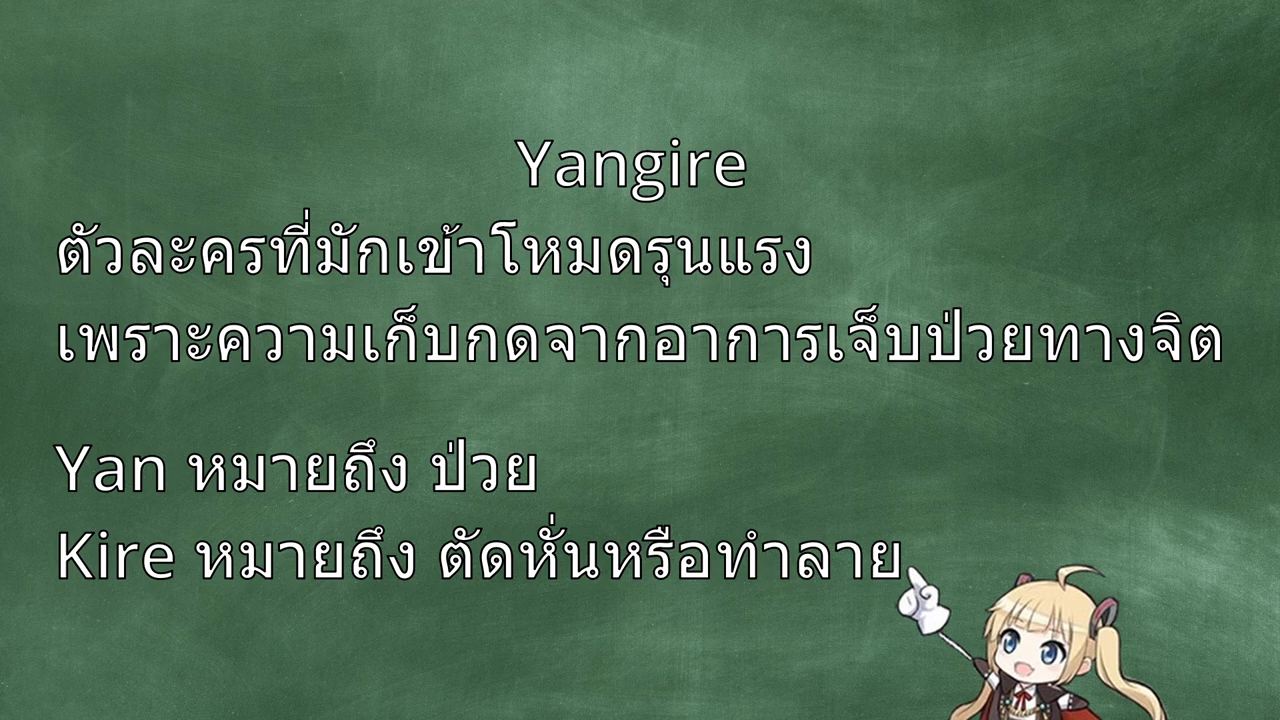 Yangire
ตัวละครที่มักเข้าโหมดรุนแรง
เพราะความเก็บกดจากอาการเจ็บป่วยทางจิต
Yan หมายถึง ป่วย
Kire หมายถึง ตัดหั่นหรือทำลาย